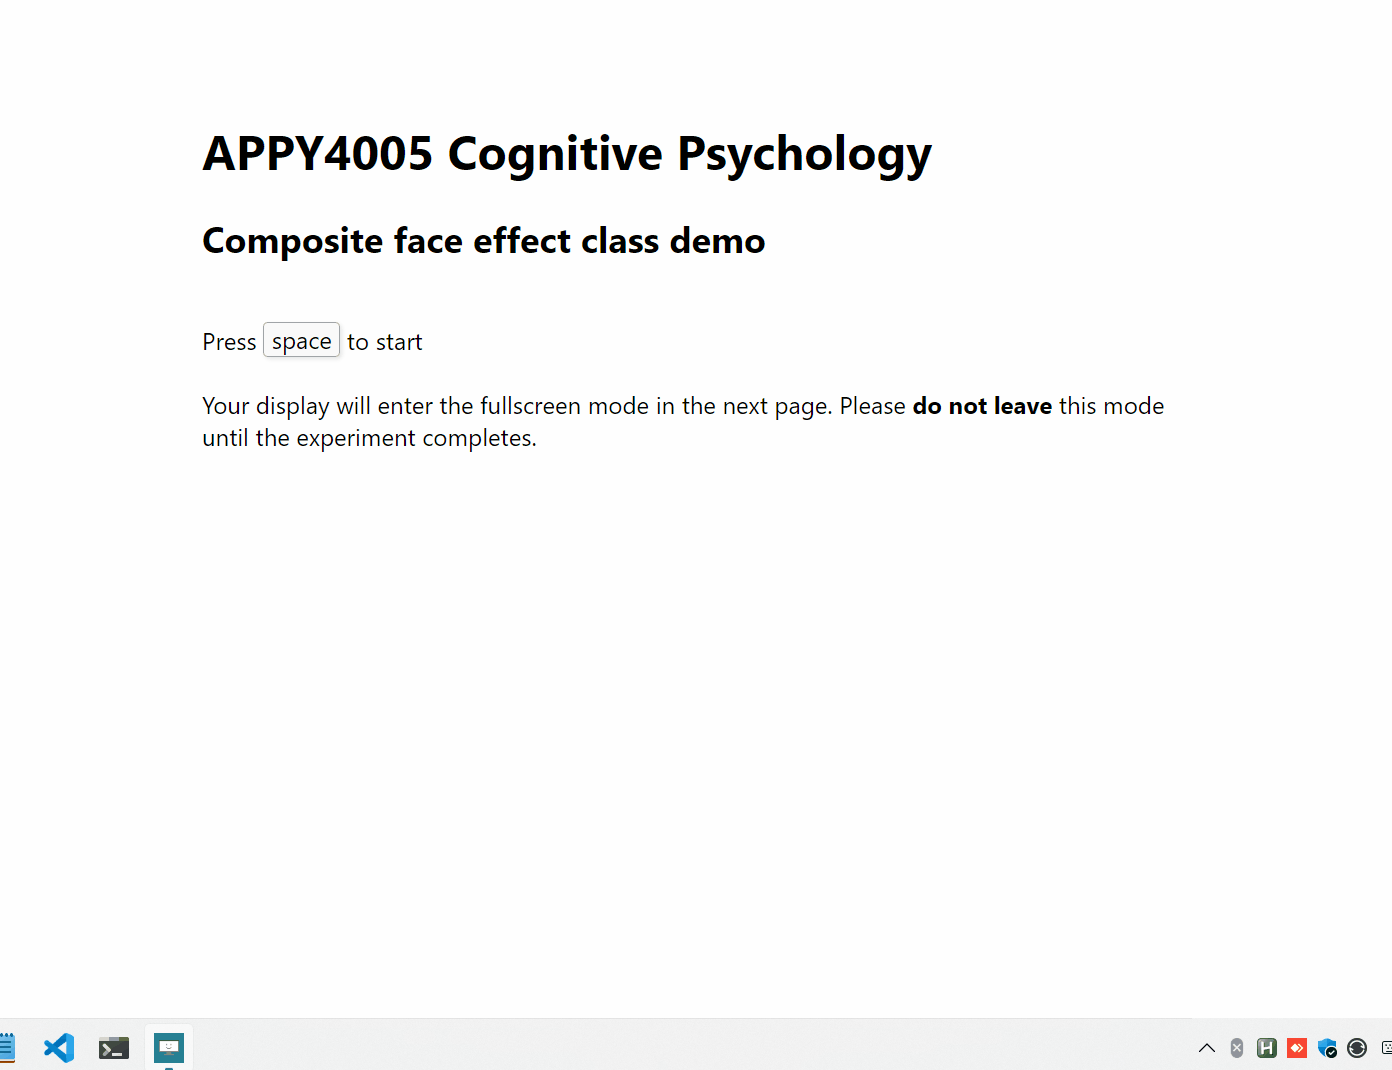 APPY4005 Cognitive Psychology
Composite face effect class demo
Press space to start
Your display will enter the fullscreen mode in the next page. Please do not leave this mode
until the experiment completes.